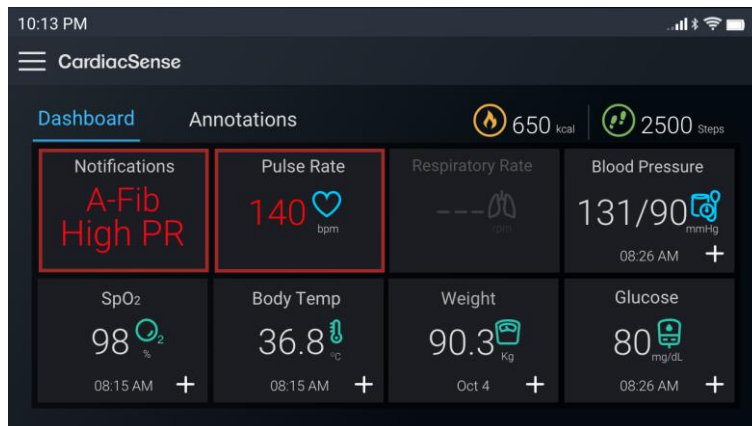 10:13 PM
CardiacSense
Dashboard Annotations 650 kcal 2500 Steps
Notifications
A-Fib
High PR
Pulse Rate
140 bpm
Respiratory Rate
--- rpm
Blood Pressure
131/90 mmHg
08:26 AM +
SpO₂
98 O₂ %
08:15 AM +
Body Temp
36.8 °C
08:15 AM +
Weight
90.3 Kg
Oct 4 +
Glucose
80 mg/dL
08:26 AM +